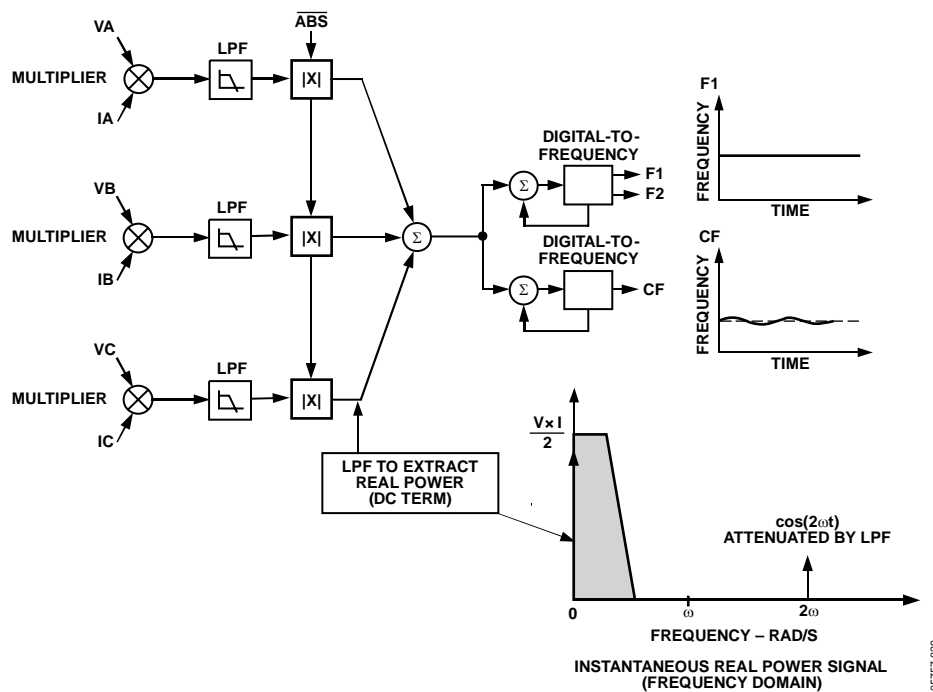 VA
MULTIPLIER
IA
LPF
ABS
|X|
VB
MULTIPLIER
IB
LPF
|X|
VC
MULTIPLIER
IC
LPF
|X|
Σ
DIGITAL-TO-
FREQUENCY
Σ
F1
F2
DIGITAL-TO-
FREQUENCY
Σ
CF
F1
FREQUENCY
TIME
CF
FREQUENCY
TIME
LPF TO EXTRACT
REAL POWER
(DC TERM)
V × I
2
cos(2ωt)
ATTENUATED BY LPF
0
ω
2ω
FREQUENCY – RAD/S
INSTANTANEOUS REAL POWER SIGNAL
(FREQUENCY DOMAIN)